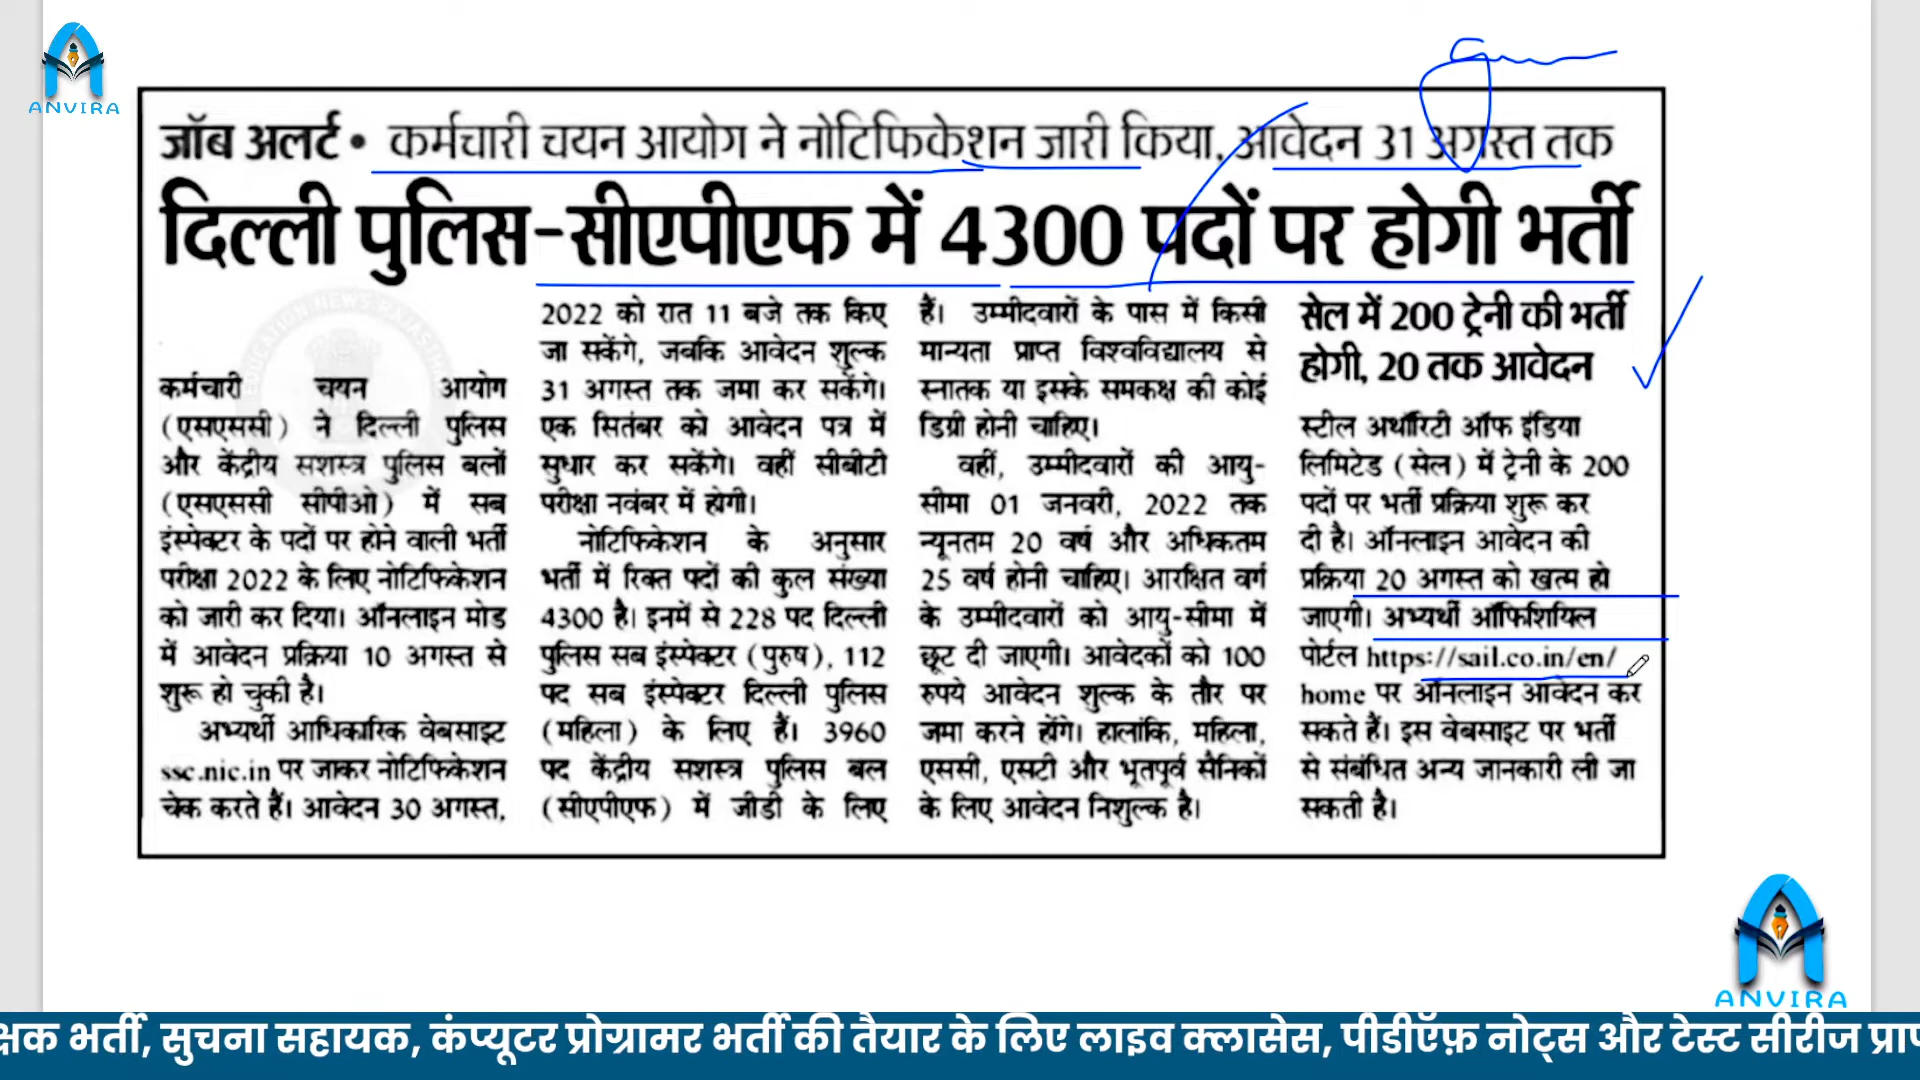 ANVIRA
जॉब अलर्ट • कर्मचारी चयन आयोग ने नोटिफिकेशन जारी किया, आवेदन 31 अगस्त तक
दिल्ली पुलिस-सीएपीएफ में 4300 पदों पर होगी भर्ती
कर्मचारी चयन आयोग
(एसएससी) ने दिल्ली पुलिस
और केंद्रीय सशस्त्र पुलिस बलों
(एसएससी सीपीओ) में सब
इंस्पेक्टर के पदों पर होने वाली भर्ती
परीक्षा 2022 के लिए नोटिफिकेशन
को जारी कर दिया। ऑनलाइन मोड
में आवेदन प्रक्रिया 10 अगस्त से
शुरू हो चुकी है।
अभ्यर्थी आधिकारिक वेबसाइट
ssc.nic.in पर जाकर नोटिफिकेशन
चेक करते हैं। आवेदन 30 अगस्त,
2022 को रात 11 बजे तक किए
जा सकेंगे, जबकि आवेदन शुल्क
31 अगस्त तक जमा कर सकेंगे।
एक सितंबर को आवेदन पत्र में
सुधार कर सकेंगे। वहीं सीबीटी
परीक्षा नवंबर में होगी।
नोटिफिकेशन के अनुसार
भर्ती में रिक्त पदों की कुल संख्या
4300 है। इनमें से 228 पद दिल्ली
पुलिस सब इंस्पेक्टर (पुरुष), 112
पद सब इंस्पेक्टर दिल्ली पुलिस
(महिला) के लिए हैं। 3960
पद केंद्रीय सशस्त्र पुलिस बल
(सीएपीएफ) में जीडी के लिए
हैं। उम्मीदवारों के पास में किसी
मान्यता प्राप्त विश्वविद्यालय से
स्नातक या इसके समकक्ष की कोई
डिग्री होनी चाहिए।
वहीं, उम्मीदवारों की आयु-
सीमा 01 जनवरी, 2022 तक
न्यूनतम 20 वर्ष और अधिकतम
25 वर्ष होनी चाहिए। आरक्षित वर्ग
के उम्मीदवारों को आयु-सीमा में
छूट दी जाएगी। आवेदकों को 100
रुपये आवेदन शुल्क के तौर पर
जमा करने होंगे। हालांकि, महिला,
एससी, एसटी और भूतपूर्व सैनिकों
के लिए आवेदन निशुल्क है।
सेल में 200 ट्रेनी की भर्ती
होगी, 20 तक आवेदन
स्टील अथॉरिटी ऑफ इंडिया
लिमिटेड (सेल) में ट्रेनी के 200
पदों पर भर्ती प्रक्रिया शुरू कर
दी है। ऑनलाइन आवेदन की
प्रक्रिया 20 अगस्त को खत्म हो
जाएगी। अभ्यर्थी ऑफिशियिल
पोर्टल https://sail.co.in/en/
home पर ऑनलाइन आवेदन कर
सकते हैं। इस वेबसाइट पर भर्ती
से संबंधित अन्य जानकारी ली जा
सकती है।
ANVIRA
भर्ती, सुचना सहायक, कंप्यूटर प्रोग्रामर भर्ती की तैयार के लिए लाइव क्लासेस, पीडीऍफ़ नोट्स और टेस्ट सीरीज